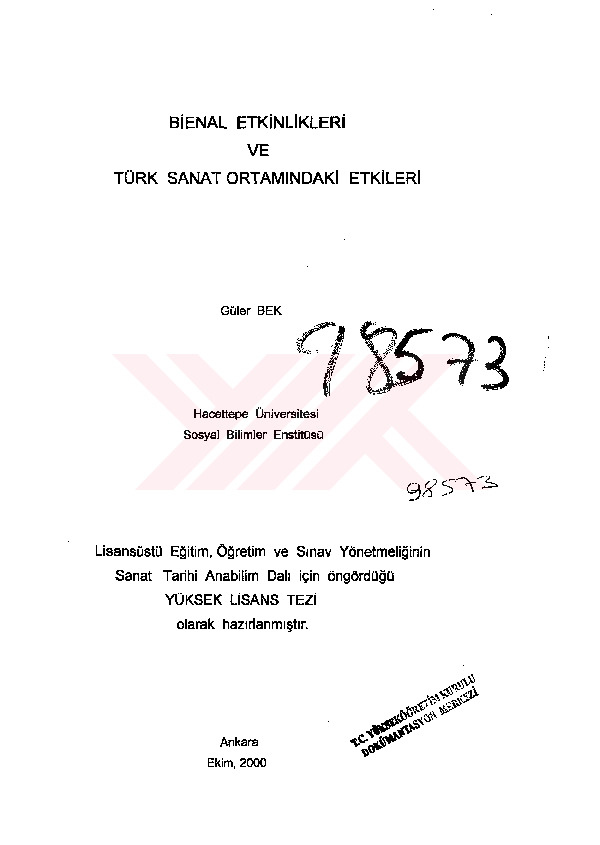 BİENAL ETKİNLİKLERİ
VE
TÜRK SANAT ORTAMINDAKİ ETKİLERİ
Güler BEK
98573
Hacettepe Üniversitesi
Sosyal Bilimler Enstitüsü
98573
Lisansüstü Eğitim, Öğretim ve Sınav Yönetmeliğinin
Sanat Tarihi Anabilim Dalı için öngördüğü
YÜKSEK LİSANS TEZİ
olarak hazırlanmıştır.
T.C. YÜKSEKÖĞRETİM KURULU
DOKÜMANTASYON MERKEZİ
Ankara
Ekim, 2000